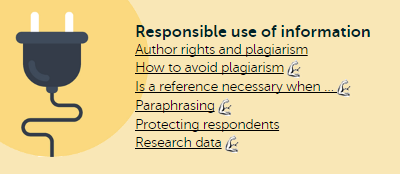 Responsible use of information
Author rights and plagiarism
How to avoid plagiarism
Is a reference necessary when ...
Paraphrasing
Protecting respondents
Research data